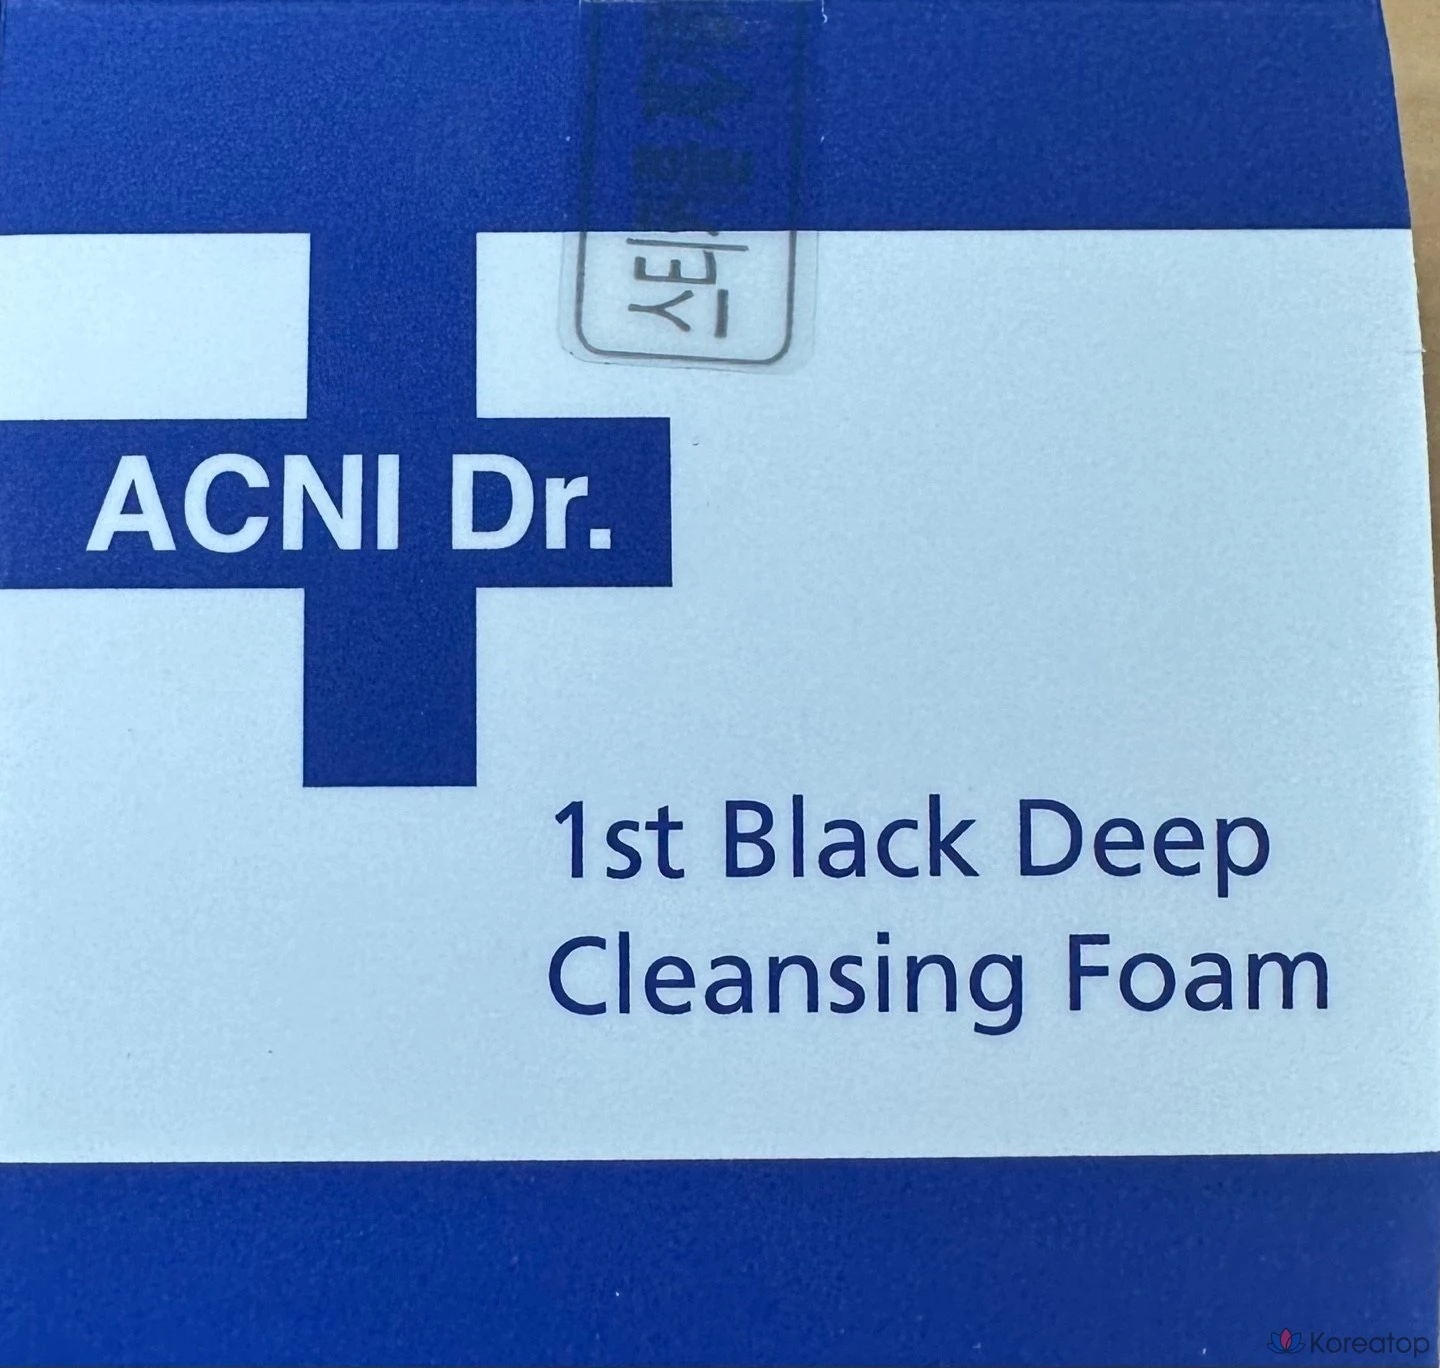 ACNI Dr.
1st Black Deep
Cleansing Foam
Koreatop